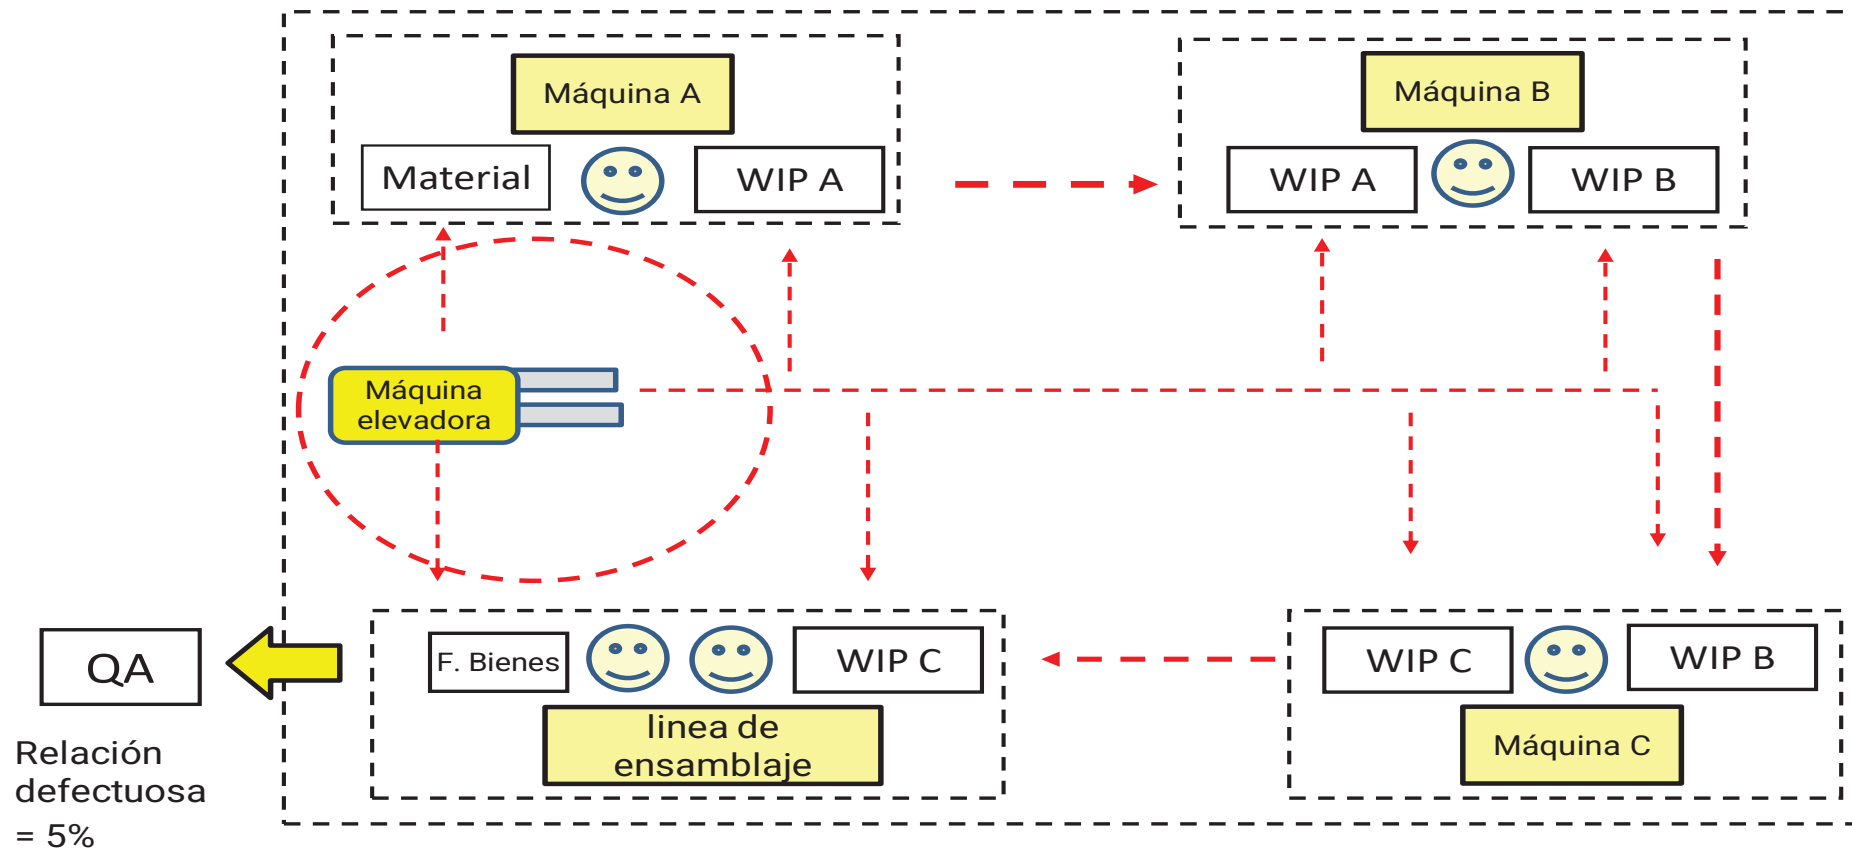 Máquina A
Máquina B
Material
WIP A
WIP A
WIP B
Máquina
elevadora
QA
F. Bienes
WIP C
WIP C
WIP B
linea de
ensamblaje
Máquina C
Relación
defectuosa
= 5%